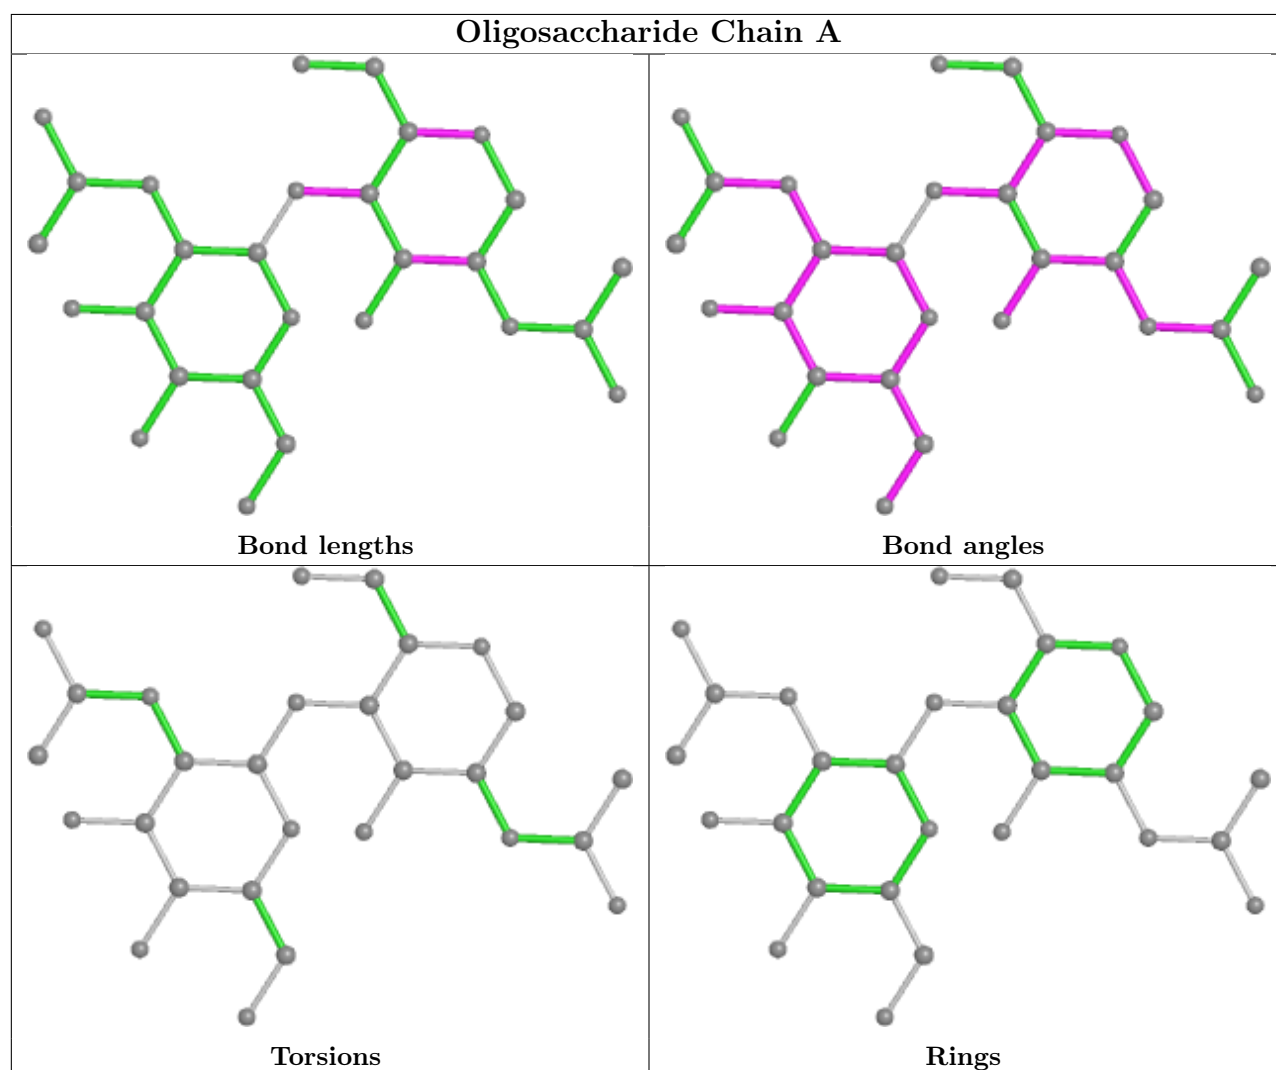 Oligosaccharide Chain A
Bond lengths
Bond angles
Torsions
Rings